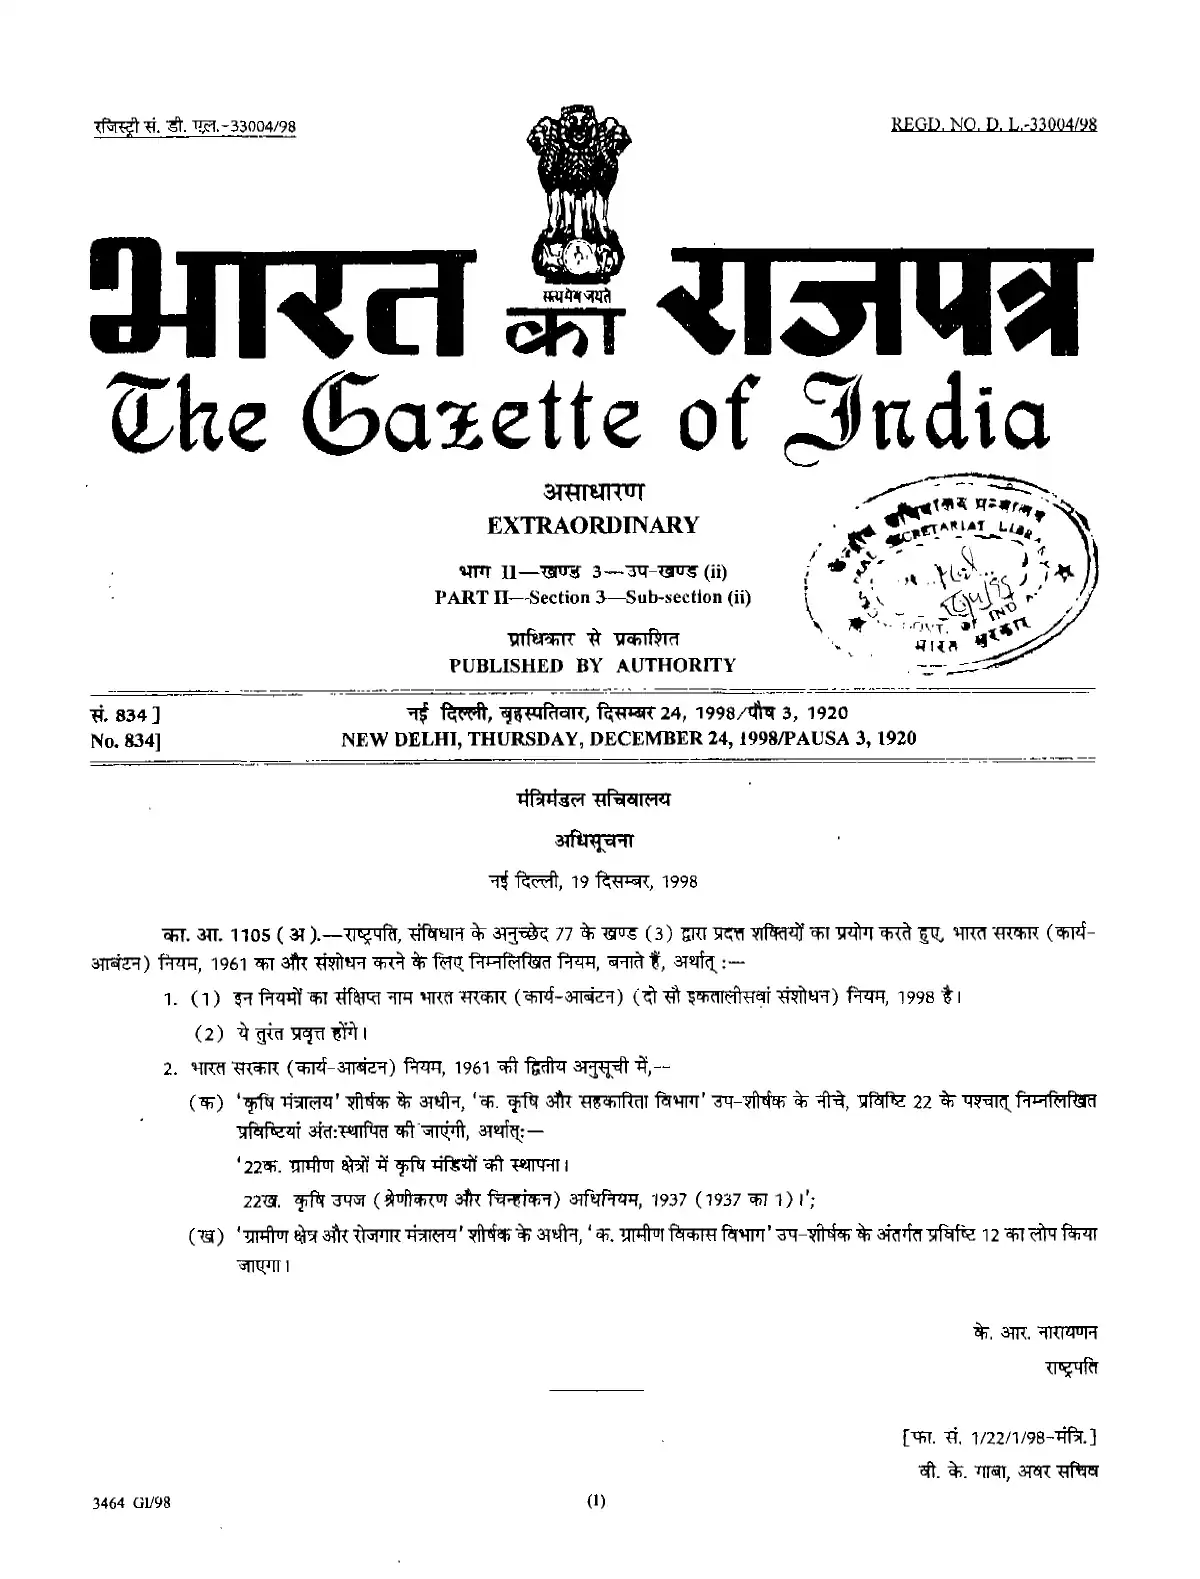 रजिस्ट्री सं. डी. एल.-33004/98
REGD. NO. D. L.-33004/98
सत्यमेव जयते
भारत का राजपत्र
The Gazette of India
असाधारण
EXTRAORDINARY
भाग II—खण्ड 3—उप-खण्ड (ii)
PART II—Section 3—Sub-section (ii)
प्राधिकार से प्रकाशित
PUBLISHED BY AUTHORITY
SECRETARIAT LIBRARY
GOVT. OF INDIA
भारत सरकार
सं. 834 ]
नई दिल्ली, बृहस्पतिवार, दिसम्बर 24, 1998/पौष 3, 1920
No. 834]
NEW DELHI, THURSDAY, DECEMBER 24, 1998/PAUSA 3, 1920
मंत्रिमंडल सचिवालय
अधिसूचना
नई दिल्ली, 19 दिसम्बर, 1998
का. आ. 1105 ( अ ).—राष्ट्रपति, संविधान के अनुच्छेद 77 के खण्ड (3) द्वारा प्रदत्त शक्तियों का प्रयोग करते हुए, भारत सरकार (कार्य-
आबंटन) नियम, 1961 का और संशोधन करने के लिए निम्नलिखित नियम, बनाते हैं, अर्थात् :—
1. (1) इन नियमों का संक्षिप्त नाम भारत सरकार (कार्य-आबंटन) (दो सौ इकतालीसवां संशोधन) नियम, 1998 है।
(2) ये तुरंत प्रवृत्त होंगे।
2. भारत सरकार (कार्य-आबंटन) नियम, 1961 की द्वितीय अनुसूची में,--
(क) 'कृषि मंत्रालय' शीर्षक के अधीन, 'क. कृषि और सहकारिता विभाग' उप-शीर्षक के नीचे, प्रविष्टि 22 के पश्चात् निम्नलिखित
प्रविष्टियां अंतःस्थापित की जाएंगी, अर्थात्:—
'22क. ग्रामीण क्षेत्रों में कृषि मंडियों की स्थापना।
22ख. कृषि उपज (श्रेणीकरण और चिन्हांकन) अधिनियम, 1937 (1937 का 1)।';
(ख) 'ग्रामीण क्षेत्र और रोजगार मंत्रालय' शीर्षक के अधीन, 'क. ग्रामीण विकास विभाग' उप-शीर्षक के अंतर्गत प्रविष्टि 12 का लोप किया
जाएगा।
के. आर. नारायणन
राष्ट्रपति
[फा. सं. 1/22/1/98-मंत्रि.]
वी. के. गाबा, अवर सचिव
3464 GI/98
(1)